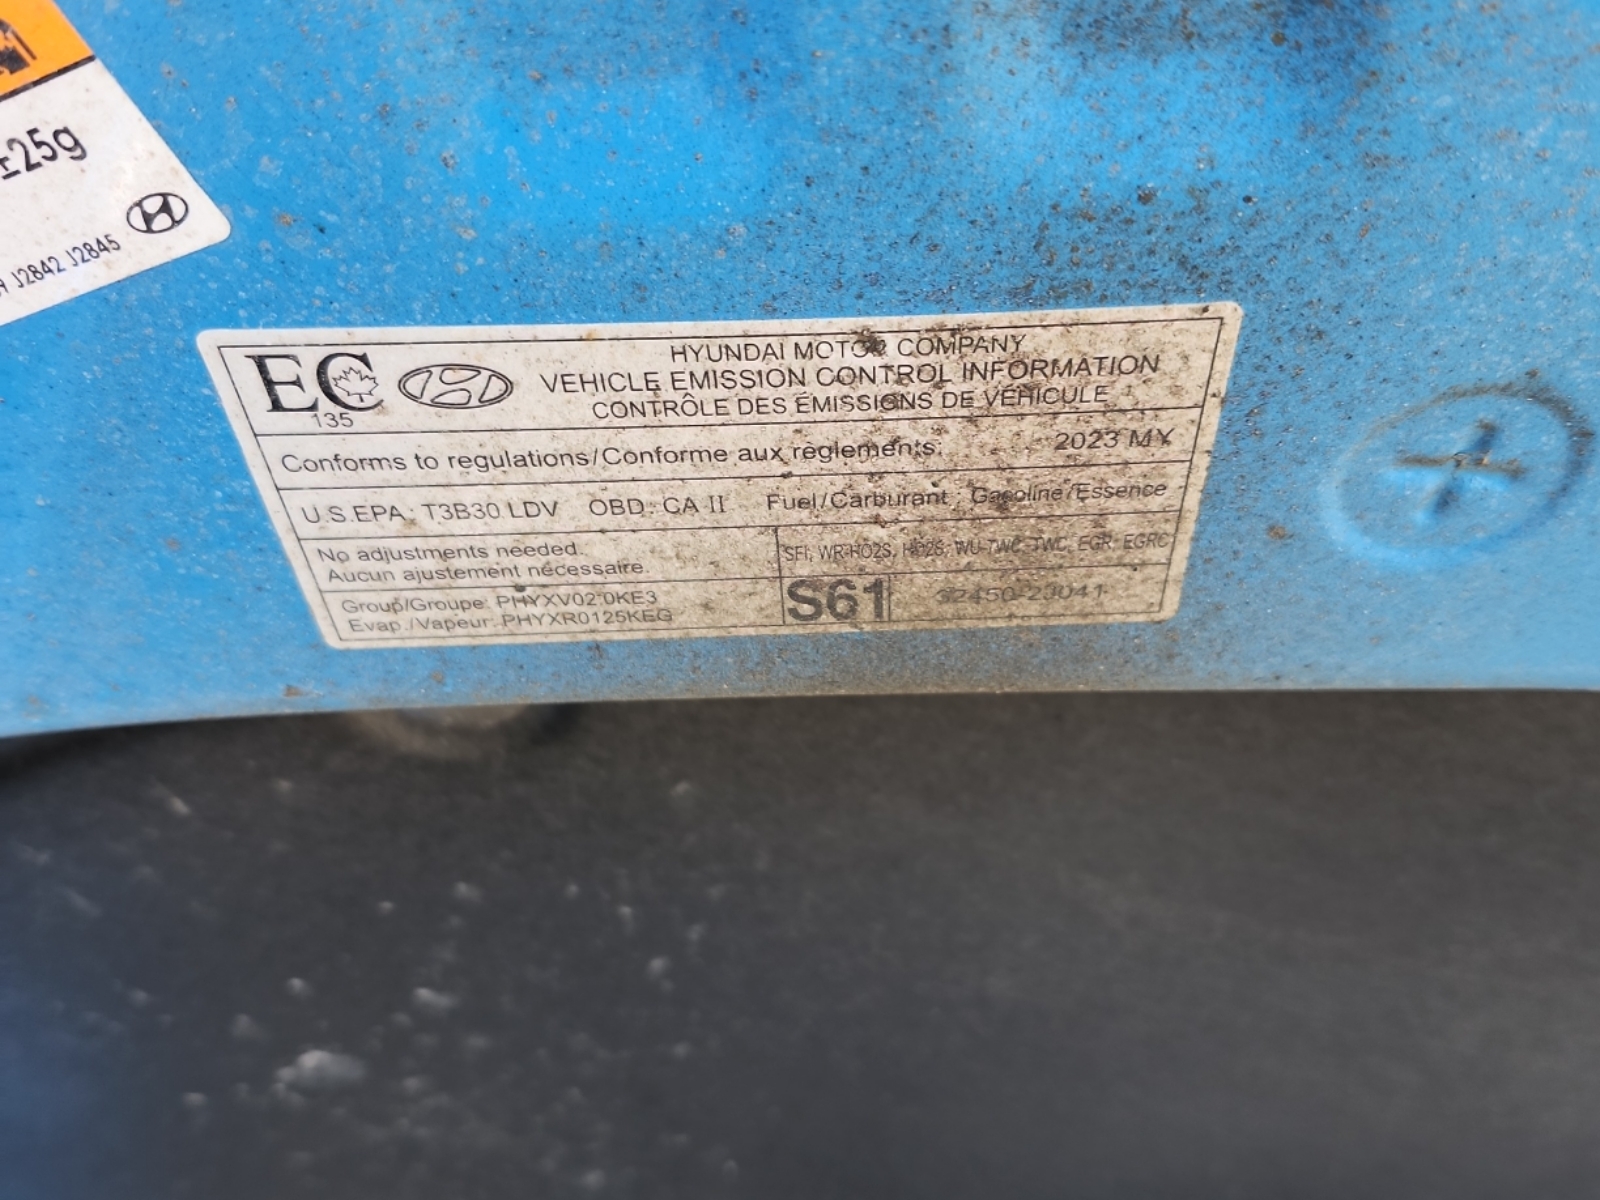 ±25g
J2842 J2845
EC
135
HYUNDAI MOTOR COMPANY
VEHICLE EMISSION CONTROL INFORMATION
CONTRÔLE DES ÉMISSIONS DE VÉHICULE
Conforms to regulations/Conforme aux règlements: 2023 MY
U.S.EPA: T3B30 LDV OBD: CA II Fuel/Carburant: Gasoline/Essence
No adjustments needed.
Aucun ajustement nécessaire.
SFI, WR-HO2S, HO2S, WU-TWC, TWC, EGR, EGRC
Group/Groupe: PHYXV02.0KE3
Evap./Vapeur: PHYXR0125KEG
S61 32450-2J041